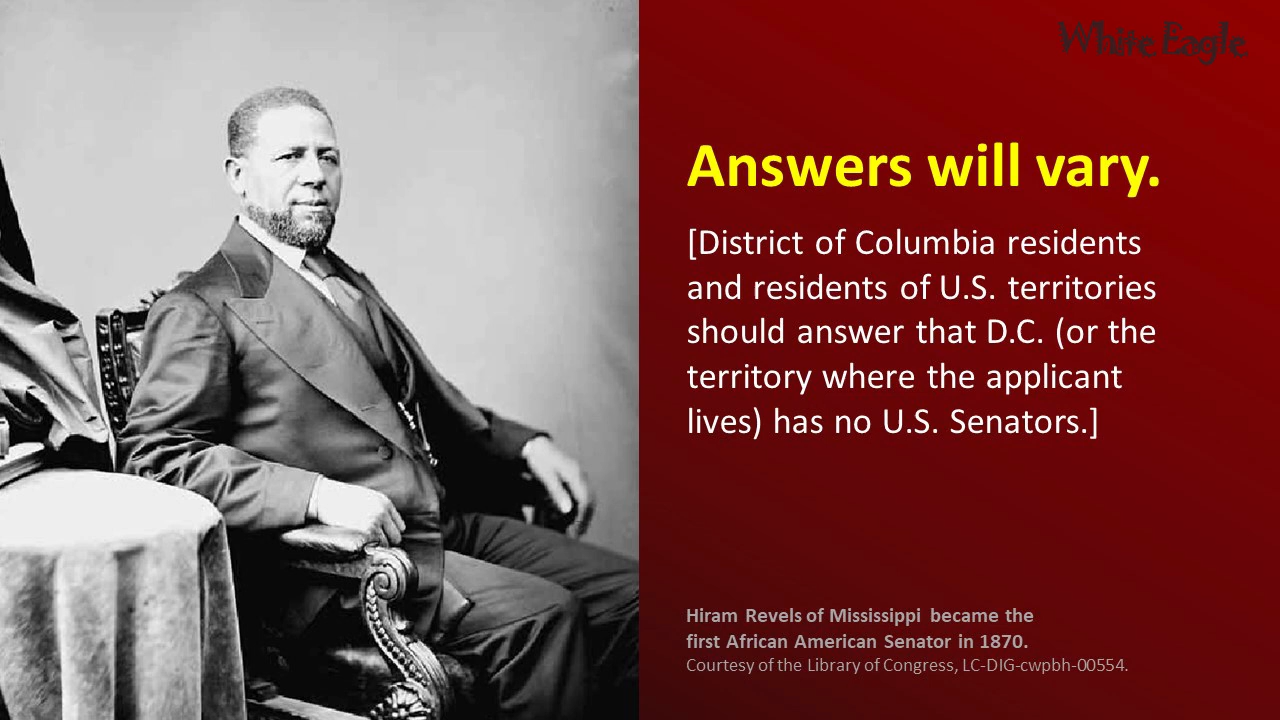 White Eagle
Answers will vary.
[District of Columbia residents
and residents of U.S. territories
should answer that D.C. (or the
territory where the applicant
lives) has no U.S. Senators.]
Hiram Revels of Mississippi became the
first African American Senator in 1870.
Courtesy of the Library of Congress, LC-DIG-cwpbh-00554.